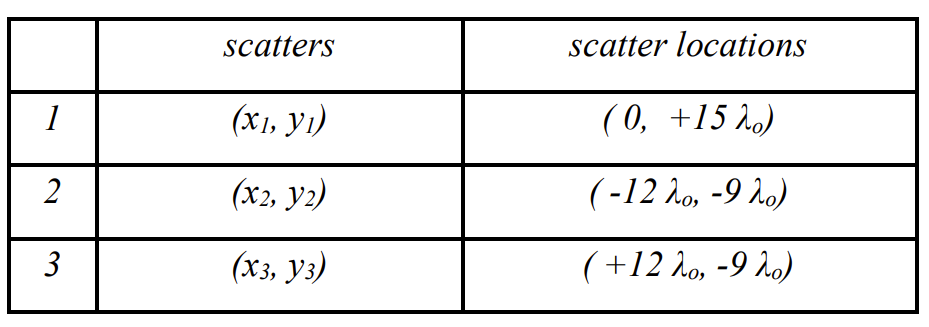 scatters scatter locations
1 (x₁, y₁) ( 0, +15 λₒ)
2 (x₂, y₂) ( -12 λₒ, -9 λₒ)
3 (x₃, y₃) ( +12 λₒ, -9 λₒ)